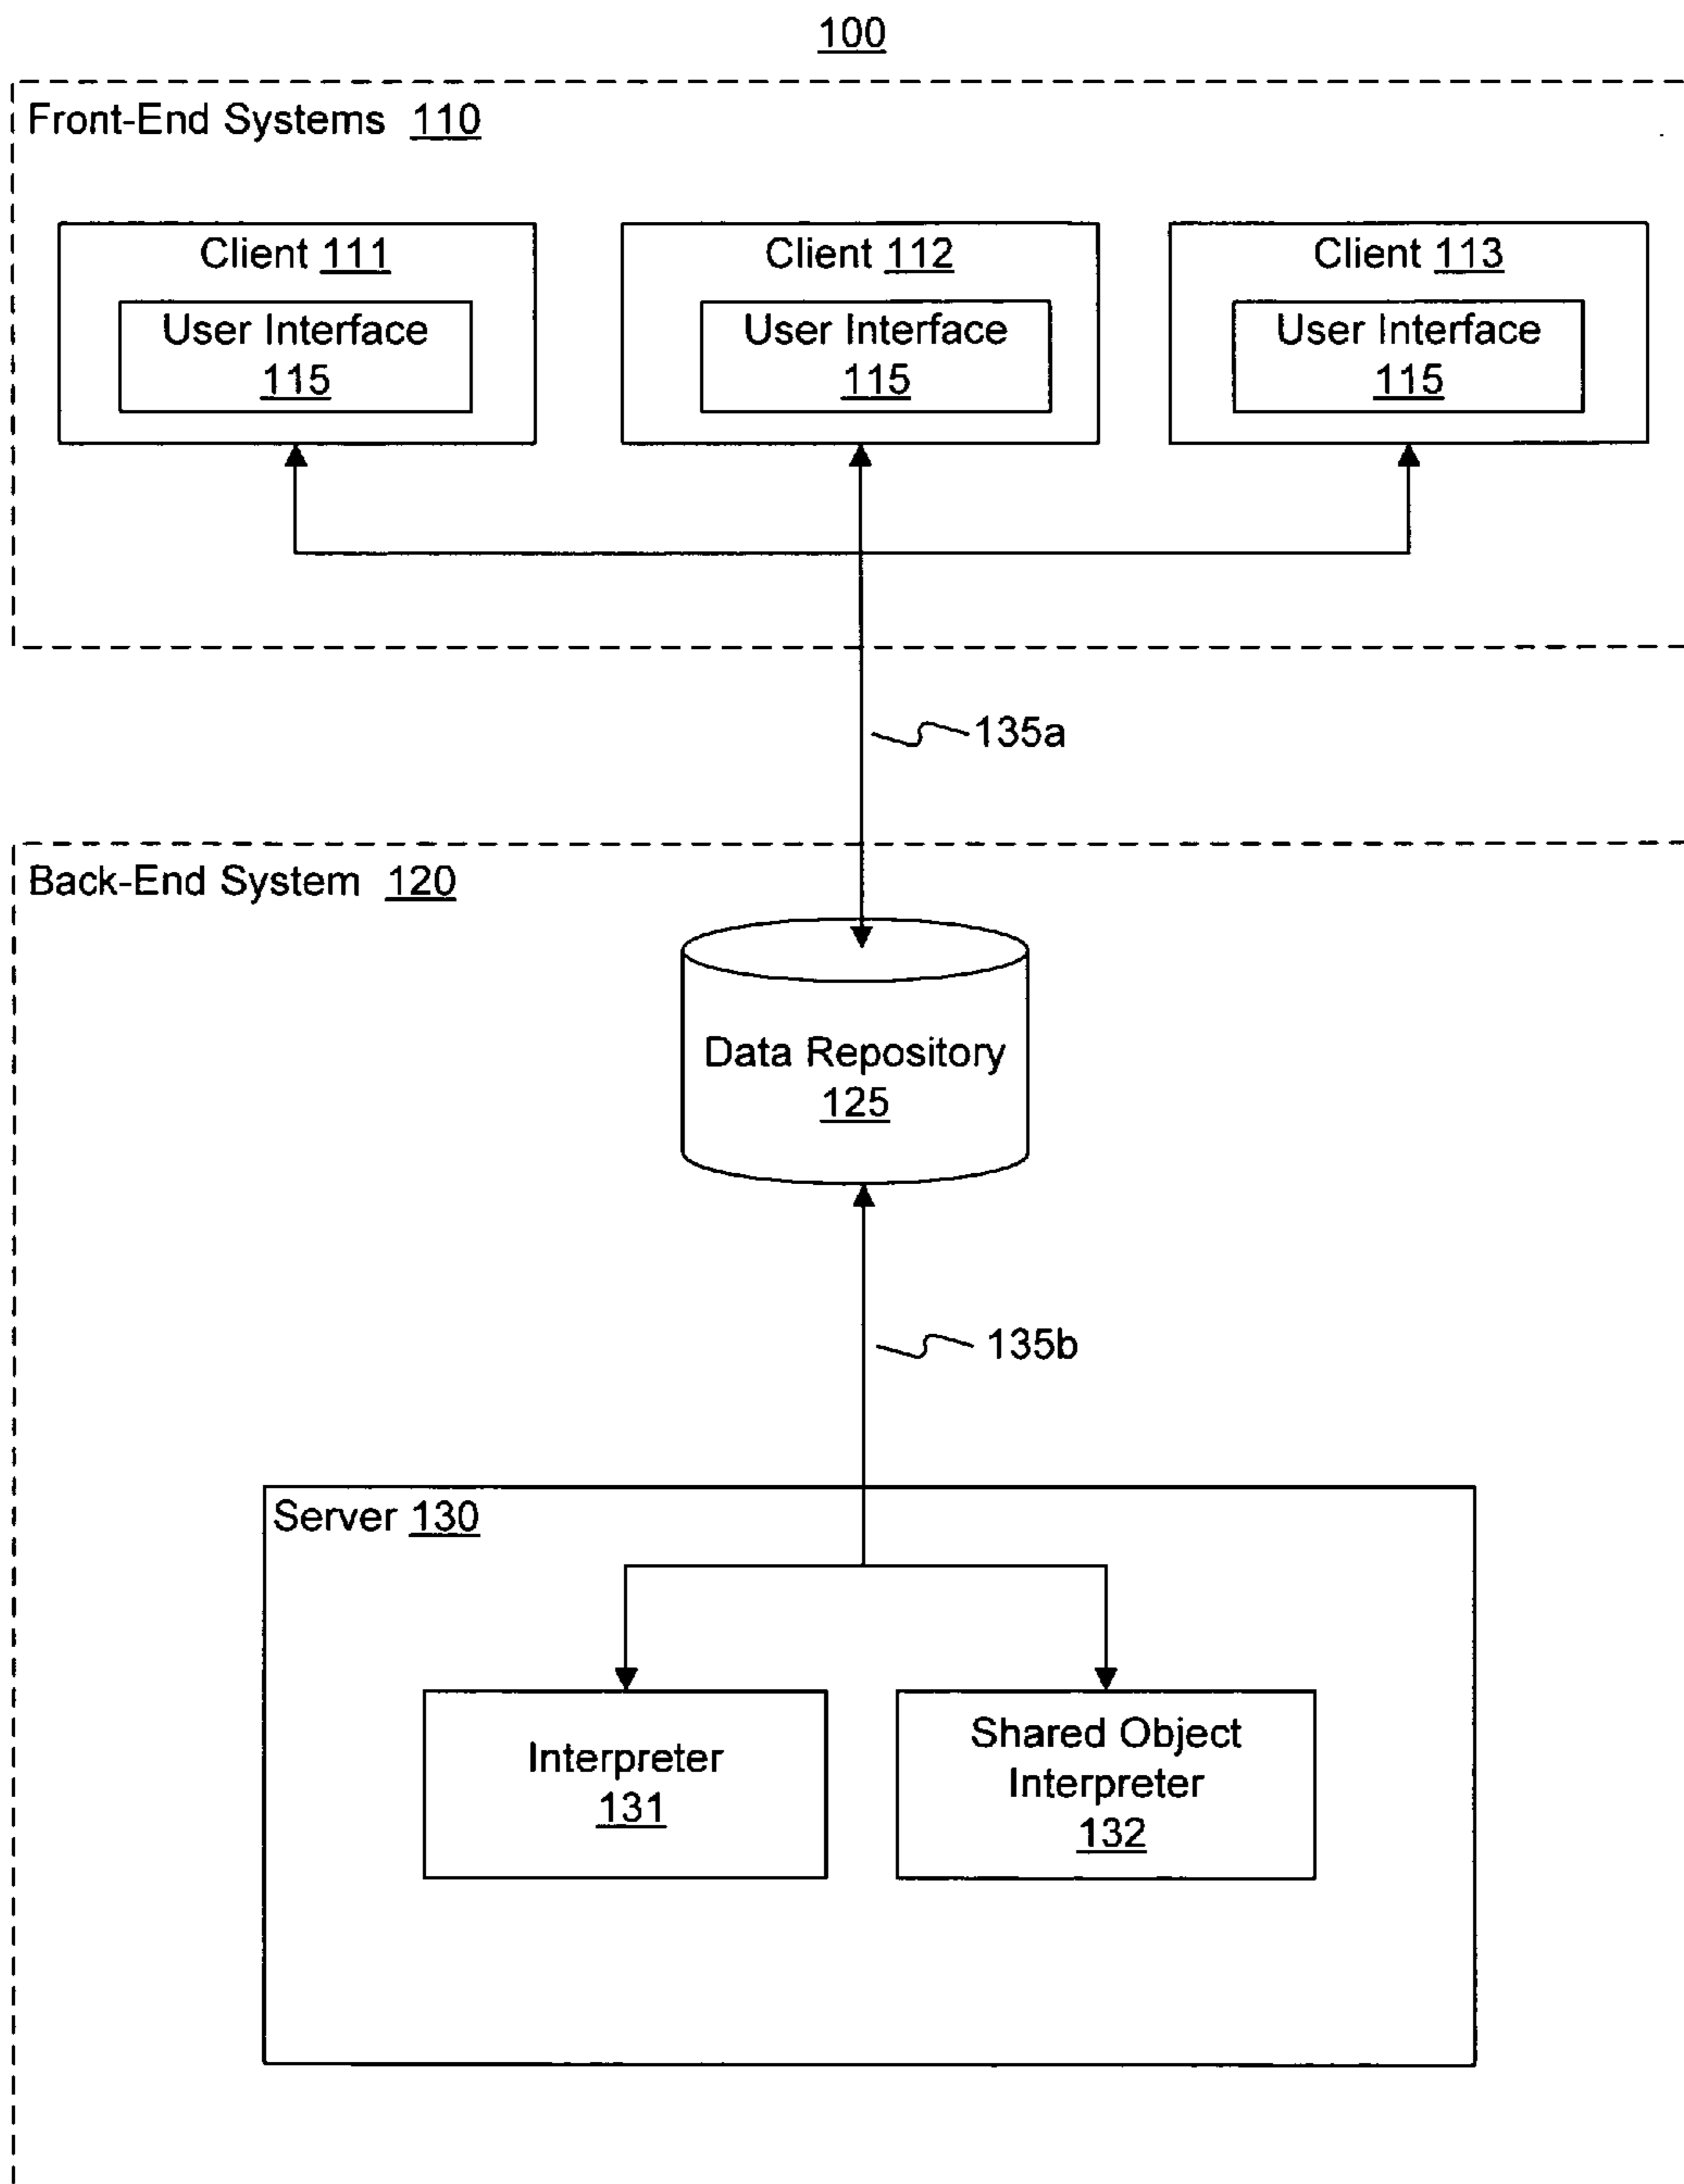 100
Front-End Systems 110
Client 111
User Interface
115
Client 112
User Interface
115
Client 113
User Interface
115
135a
Back-End System 120
Data Repository
125
135b
Server 130
Interpreter
131
Shared Object
Interpreter
132